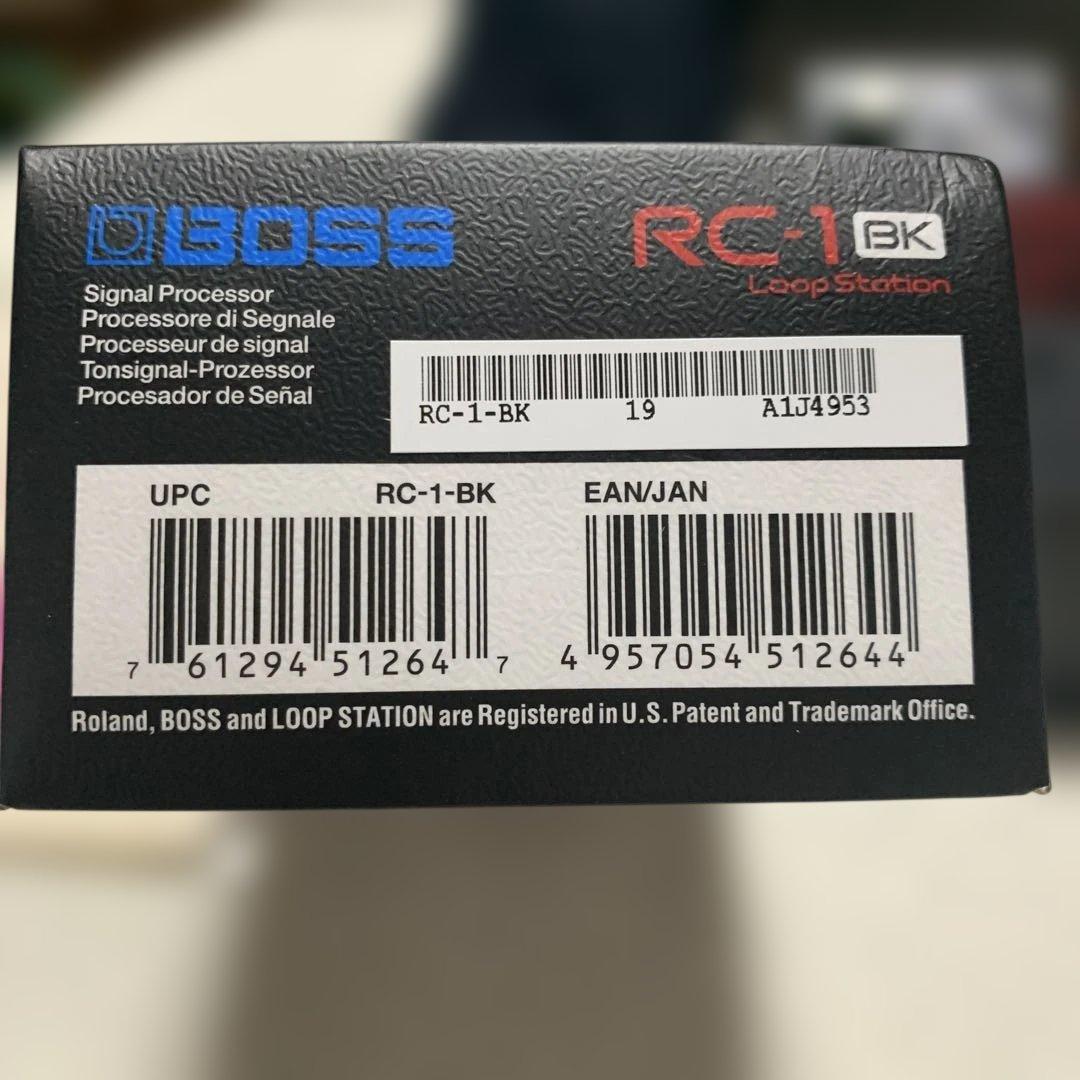 BOSS
RC-1 BK
Loop Station
Signal Processor
Processore di Segnale
Processeur de signal
Tonsignal-Prozessor
Procesador de Señal
RC-1-BK 19 A1J4953
UPC RC-1-BK EAN/JAN
7 61294 51264 7 4 957054 512644
Roland, BOSS and LOOP STATION are Registered in U.S. Patent and Trademark Office.